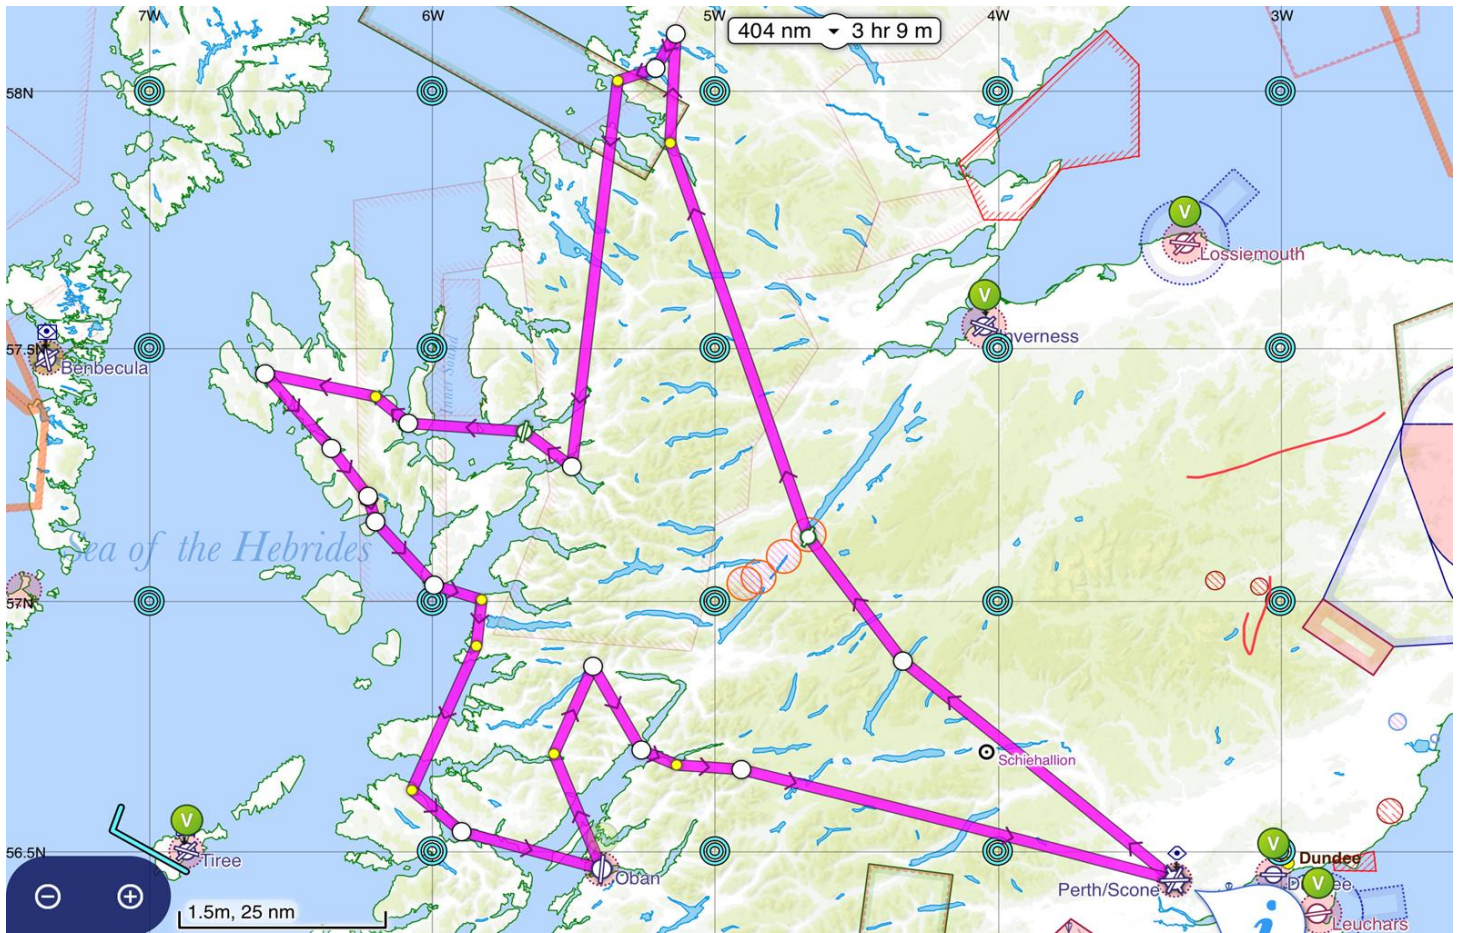 7W
6W
5W
4W
3W
404 nm
3 hr 9 m
58N
V
Lossiemouth
V
57.5N
Inverness
Benbecula
Inner Sound
Sea of the Hebrides
57N
Schiehallion
V
Tiree
56.5N
V
Dundee
Oban
Perth/Scone
V
Leuchars
1.5m, 25 nm
i